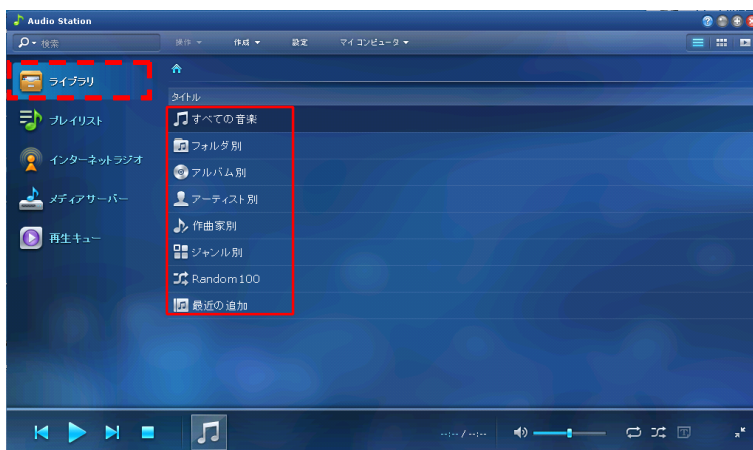 Audio Station
検索
操作 作成 設定 マイコンピュータ
ライブラリ
プレイリスト
インターネットラジオ
メディアサーバー
再生キュー
タイトル
すべての音楽
フォルダ別
アルバム別
アーティスト別
作曲家別
ジャンル別
Random100
最近の追加
--:-- / --:--